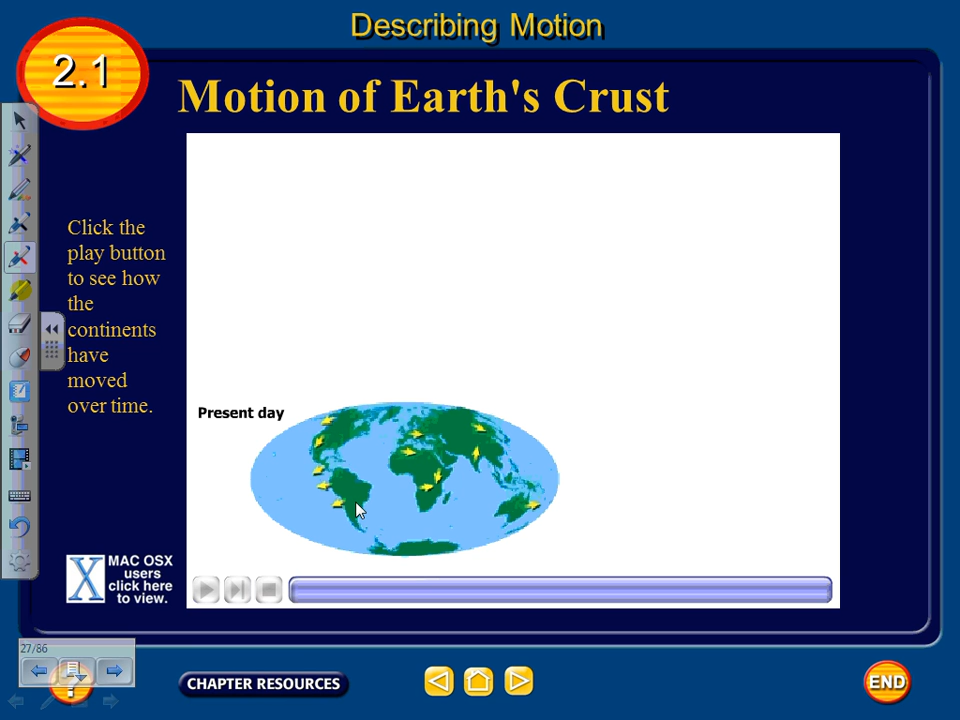 Describing Motion
2.1
Motion of Earth's Crust
Click the
play button
to see how
the
continents
have
moved
over time.
Present day
X
MAC OSX
users
click here
to view.
27/86
?
CHAPTER RESOURCES
END